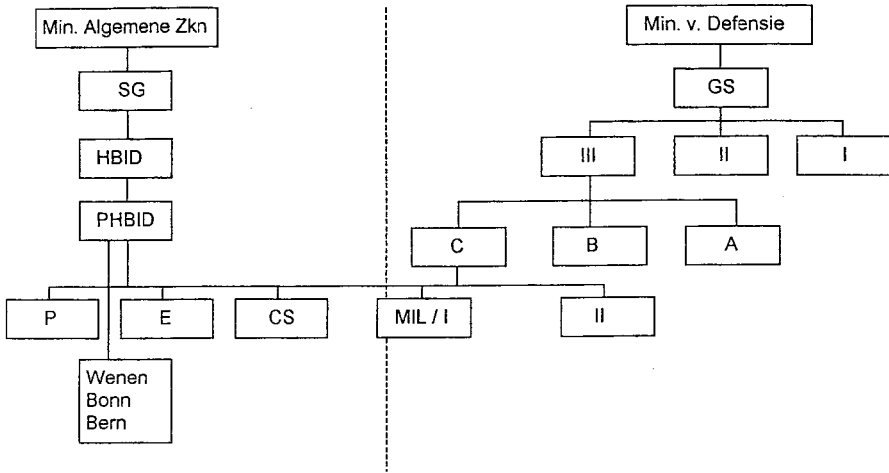 Min. Algemene Zkn
Min. v. Defensie
SG
GS
HBID
III
II
I
PHBID
C
B
A
P
E
CS
MIL / I
II
Wenen
Bonn
Bern